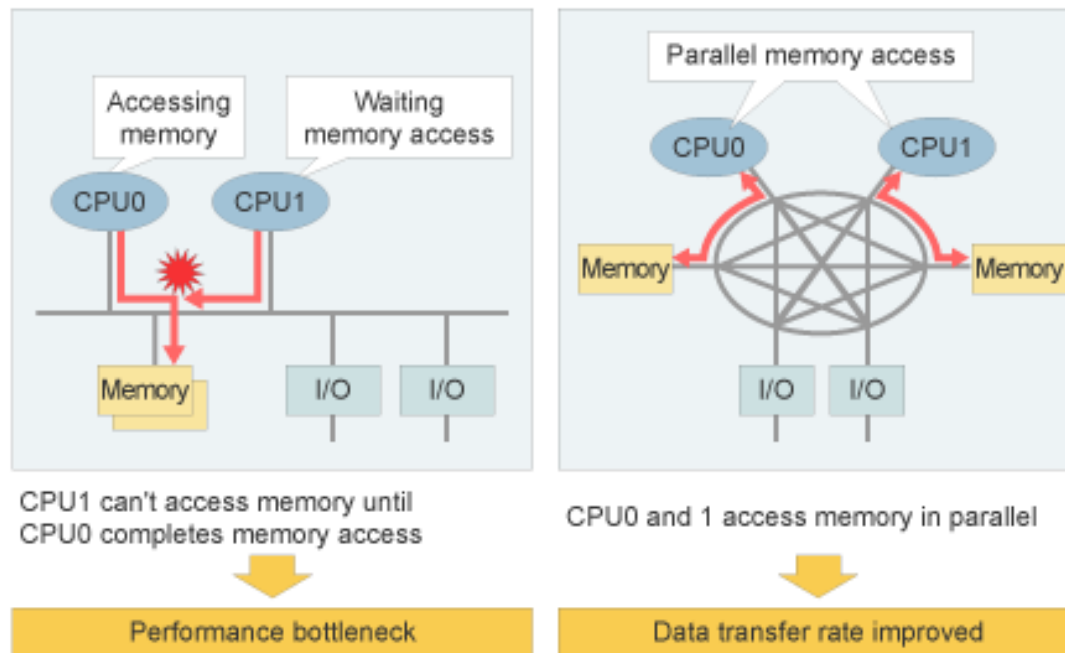 Accessing
memory
Waiting
memory access
CPU0
CPU1
Memory
I/O
I/O
CPU1 can't access memory until
CPU0 completes memory access
Performance bottleneck
Parallel memory access
CPU0
CPU1
Memory
Memory
I/O
I/O
CPU0 and 1 access memory in parallel
Data transfer rate improved